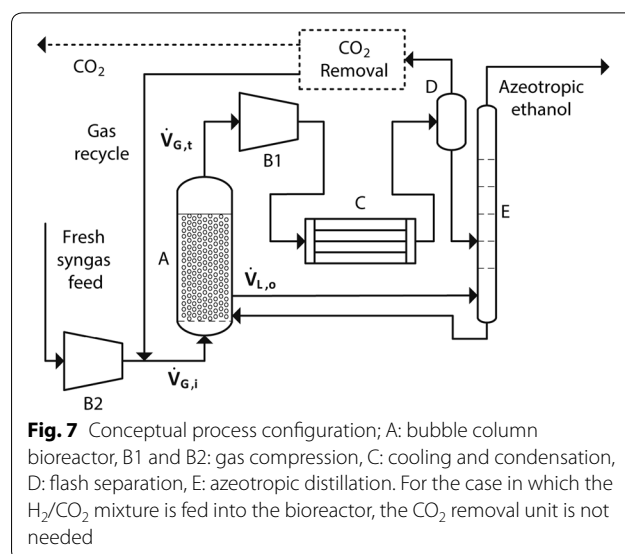 CO₂
CO₂
Removal
D
Azeotropic
ethanol
Gas
recycle
V̇G,t
B1
C
E
Fresh
syngas
feed
A
V̇L,o
V̇G,i
B2
Fig. 7 Conceptual process configuration; A: bubble column
bioreactor, B1 and B2: gas compression, C: cooling and condensation,
D: flash separation, E: azeotropic distillation. For the case in which the
H₂/CO₂ mixture is fed into the bioreactor, the CO₂ removal unit is not
needed